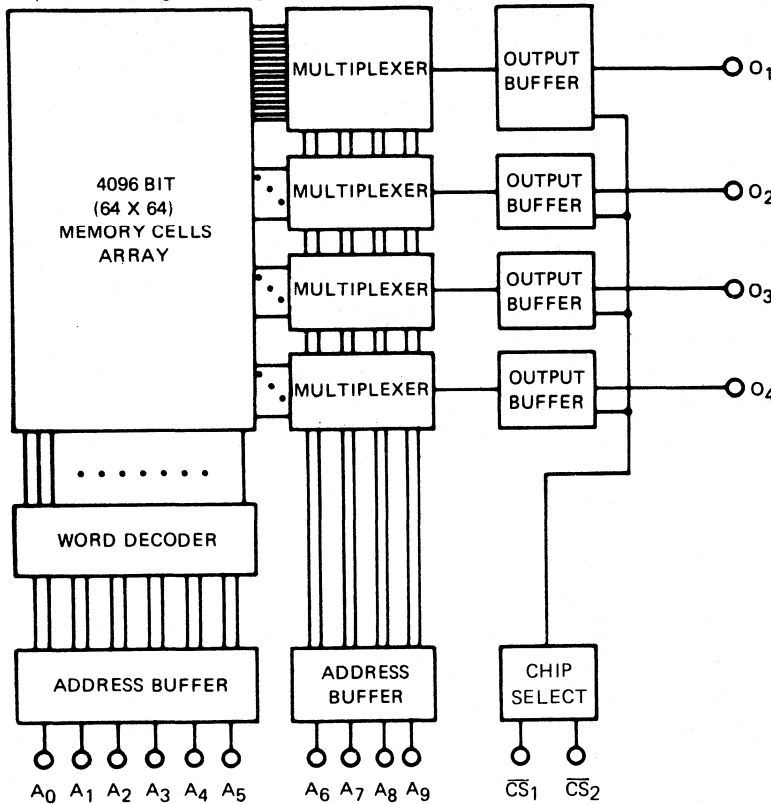 MULTIPLEXER
OUTPUT
BUFFER
O1
4096 BIT
(64 X 64)
MEMORY CELLS
ARRAY
MULTIPLEXER
OUTPUT
BUFFER
O2
MULTIPLEXER
OUTPUT
BUFFER
O3
MULTIPLEXER
OUTPUT
BUFFER
O4
WORD DECODER
ADDRESS BUFFER
ADDRESS
BUFFER
CHIP
SELECT
A0 A1 A2 A3 A4 A5 A6 A7 A8 A9 C̅S̅1 C̅S̅2